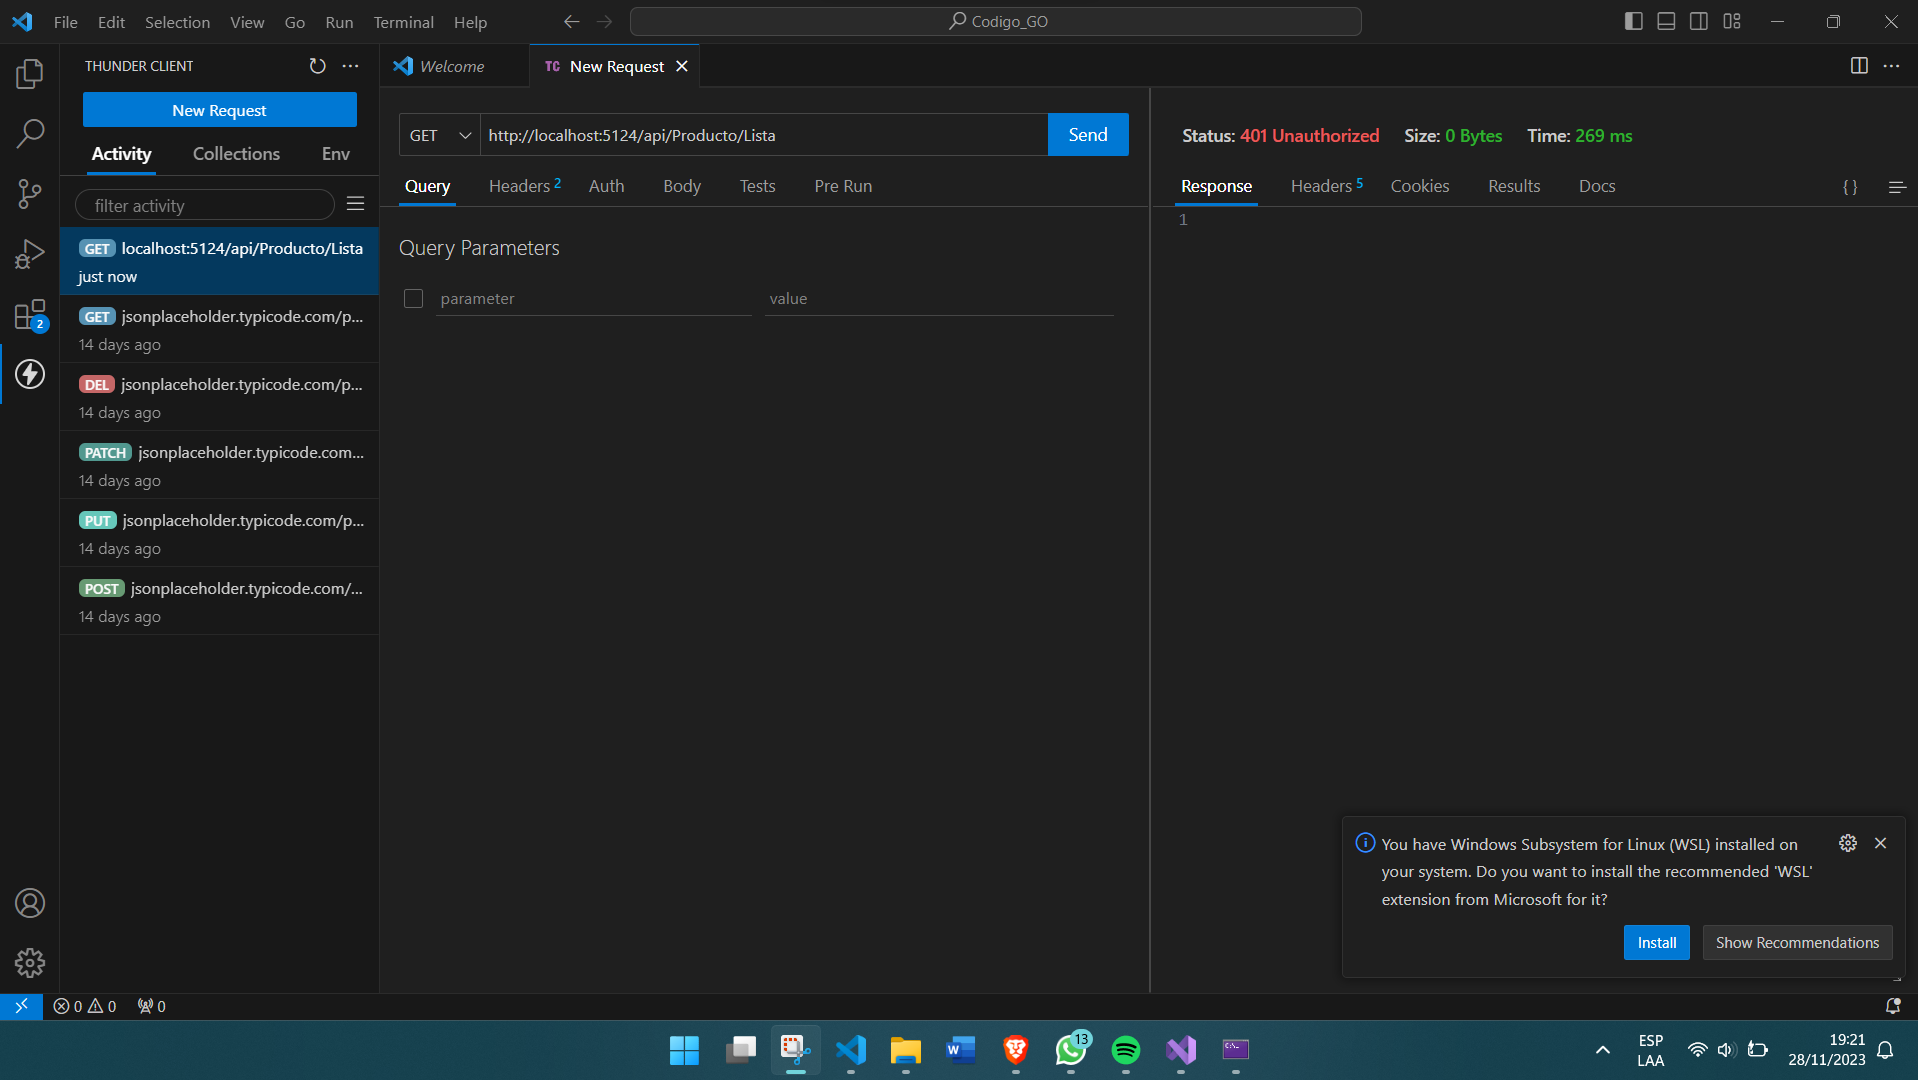 File Edit Selection View Go Run Terminal Help
Codigo_GO
THUNDER CLIENT
New Request
Activity Collections Env
filter activity
GET localhost:5124/api/Producto/Lista
just now
GET jsonplaceholder.typicode.com/p...
14 days ago
DEL jsonplaceholder.typicode.com/p...
14 days ago
PATCH jsonplaceholder.typicode.com...
14 days ago
PUT jsonplaceholder.typicode.com/p...
14 days ago
POST jsonplaceholder.typicode.com/...
14 days ago
Welcome
TC New Request
GET http://localhost:5124/api/Producto/Lista Send
Query Headers 2 Auth Body Tests Pre Run
Query Parameters
parameter value
Status: 401 Unauthorized Size: 0 Bytes Time: 269 ms
Response Headers 5 Cookies Results Docs { }
1
2
You have Windows Subsystem for Linux (WSL) installed on
your system. Do you want to install the recommended 'WSL'
extension from Microsoft for it?
Install Show Recommendations
0 0 0
W
13
C:\_
ESP
LAA
19:21
28/11/2023